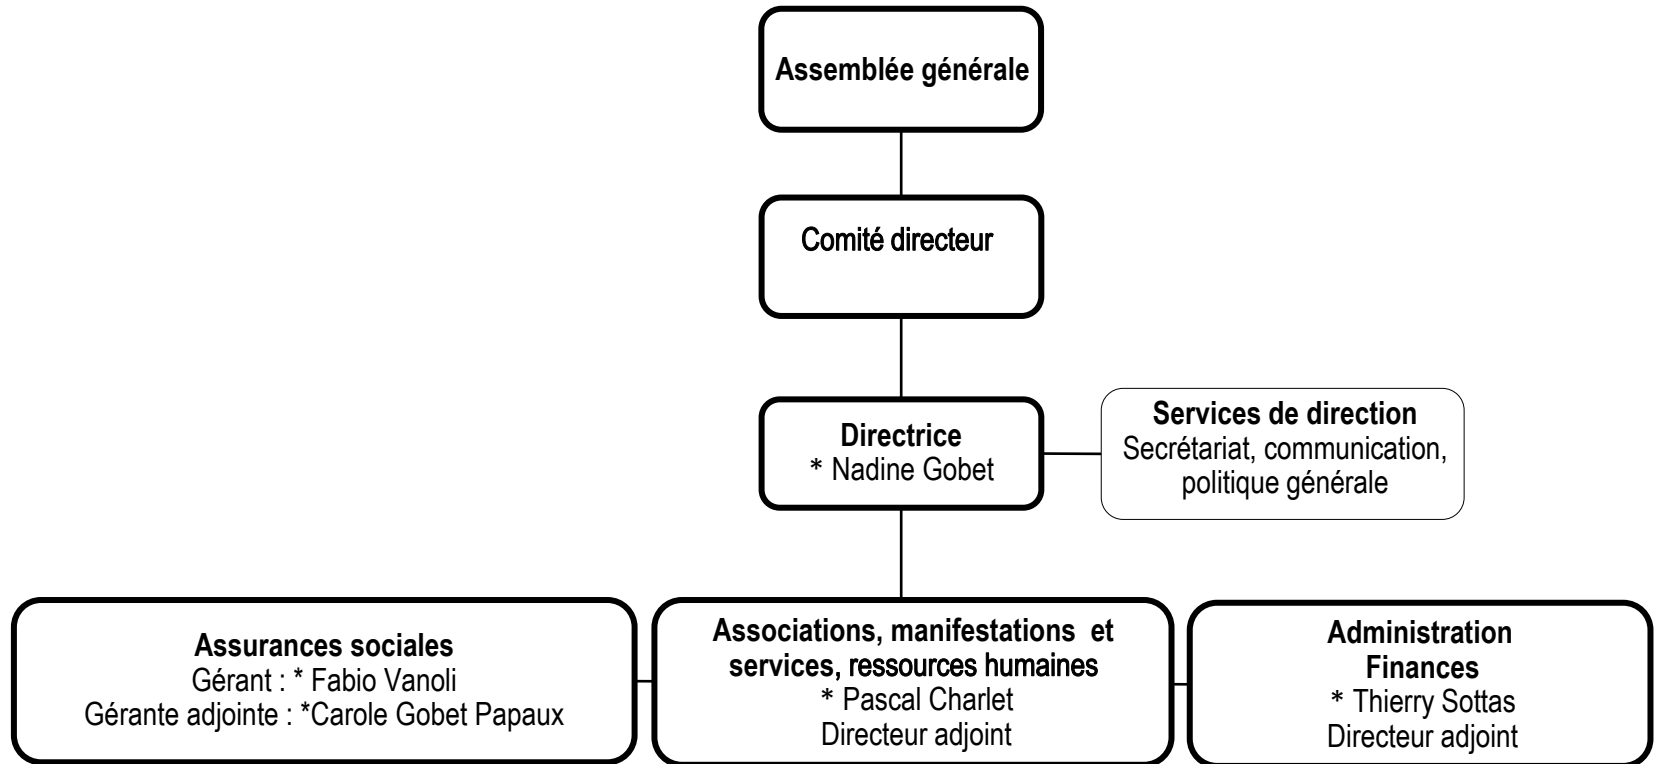 Assemblée générale
Comité directeur
Directrice
* Nadine Gobet
Services de direction
Secrétariat, communication,
politique générale
Assurances sociales
Gérant : * Fabio Vanoli
Gérante adjointe : *Carole Gobet Papaux
Associations, manifestations et
services, ressources humaines
* Pascal Charlet
Directeur adjoint
Administration
Finances
* Thierry Sottas
Directeur adjoint